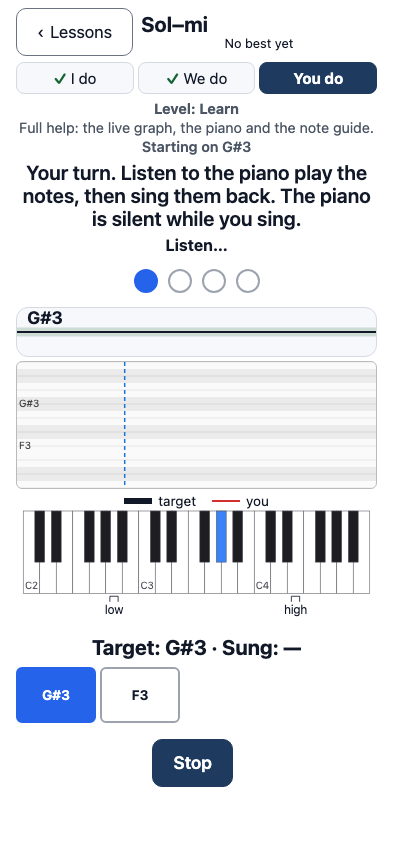 ‹ Lessons
Sol–mi
No best yet
✓ I do
✓ We do
You do
Level: Learn
Full help: the live graph, the piano and the note guide.
Starting on G#3
Your turn. Listen to the piano play the
notes, then sing them back. The piano
is silent while you sing.
Listen...
G#3
G#3
F3
target
you
C2
C3
C4
low
high
Target: G#3 · Sung: —
G#3
F3
Stop